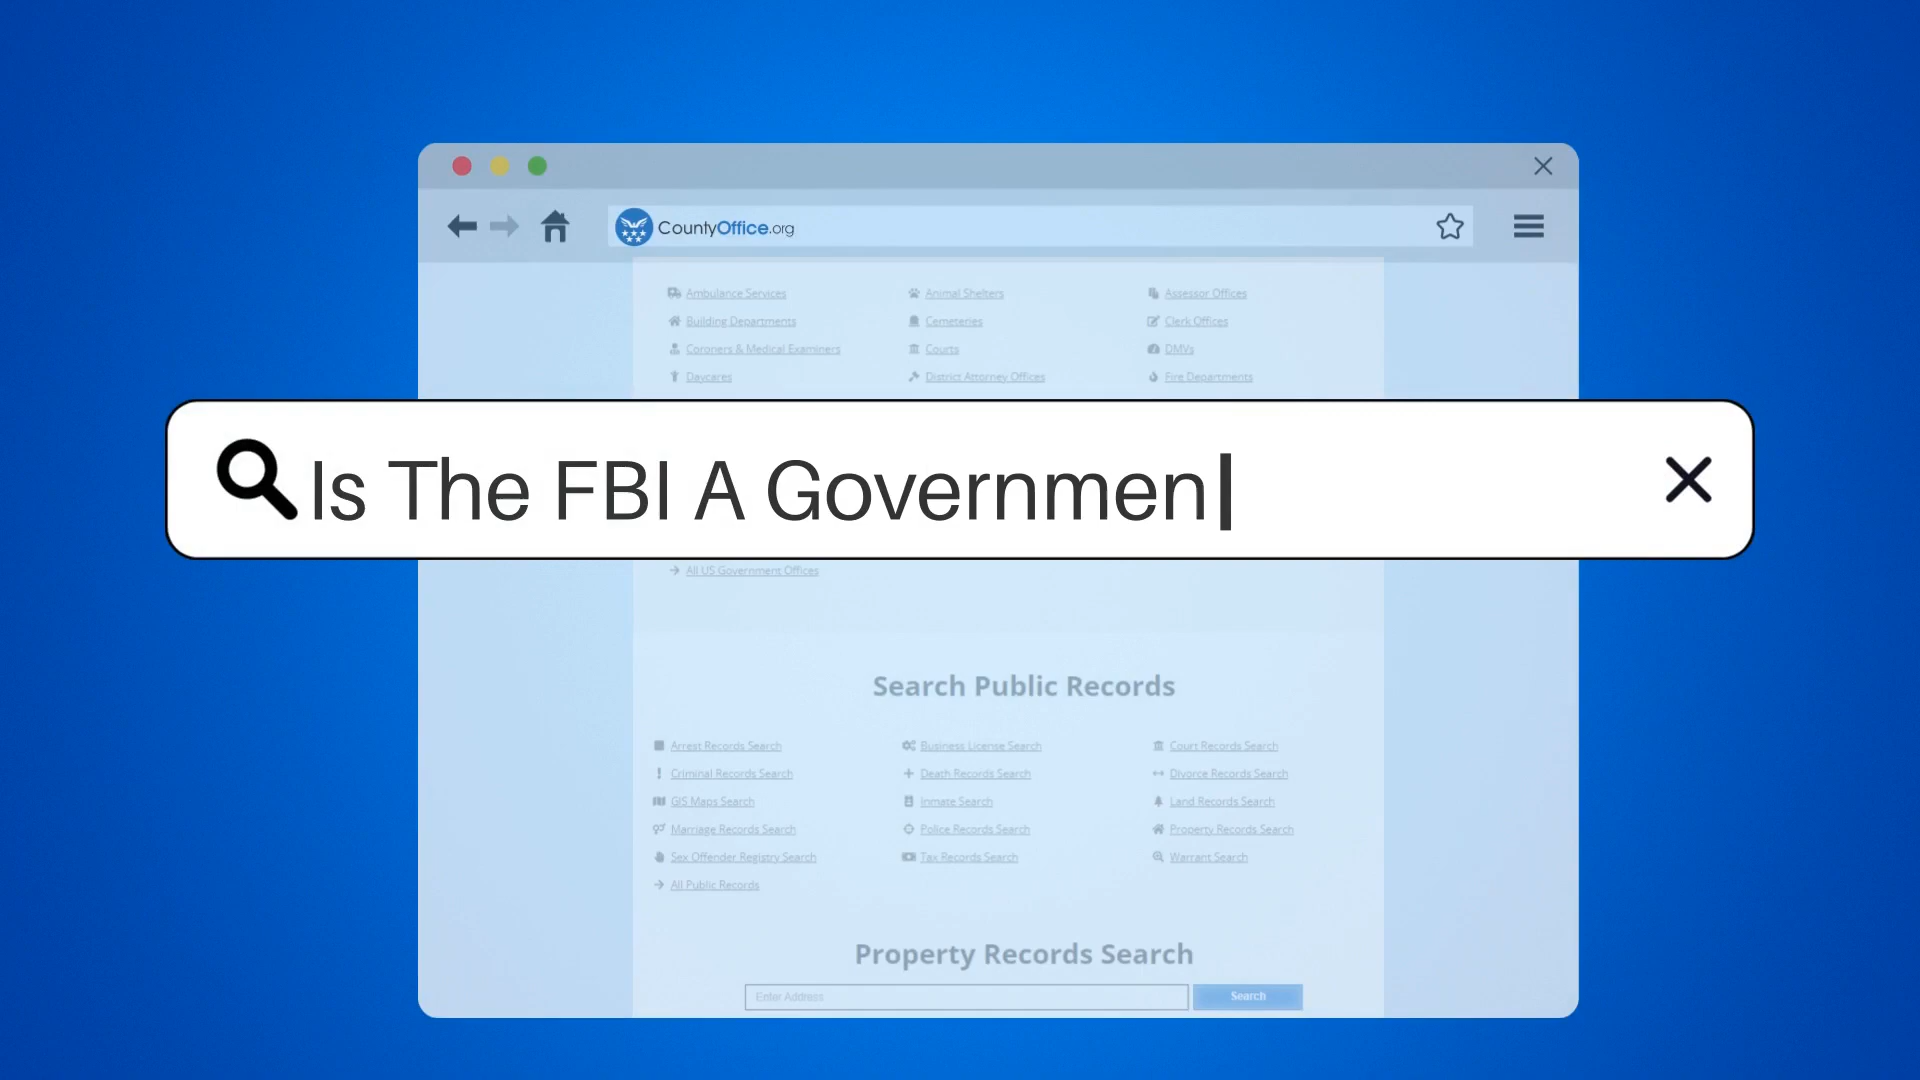 CountyOffice.org
Ambulance Services Animal Shelters Assessor Offices
Building Departments Cemeteries Clerk Offices
Coroners & Medical Examiners Courts DMVs
Daycares District Attorney Offices Fire Departments
Is The FBI A Governmen
All US Government Offices
Search Public Records
Arrest Records Search Business License Search Court Records Search
Criminal Records Search Death Records Search Divorce Records Search
GIS Maps Search Inmate Search Land Records Search
Marriage Records Search Police Records Search Property Records Search
Sex Offender Registry Search Tax Records Search Warrant Search
All Public Records
Property Records Search
Enter Address Search